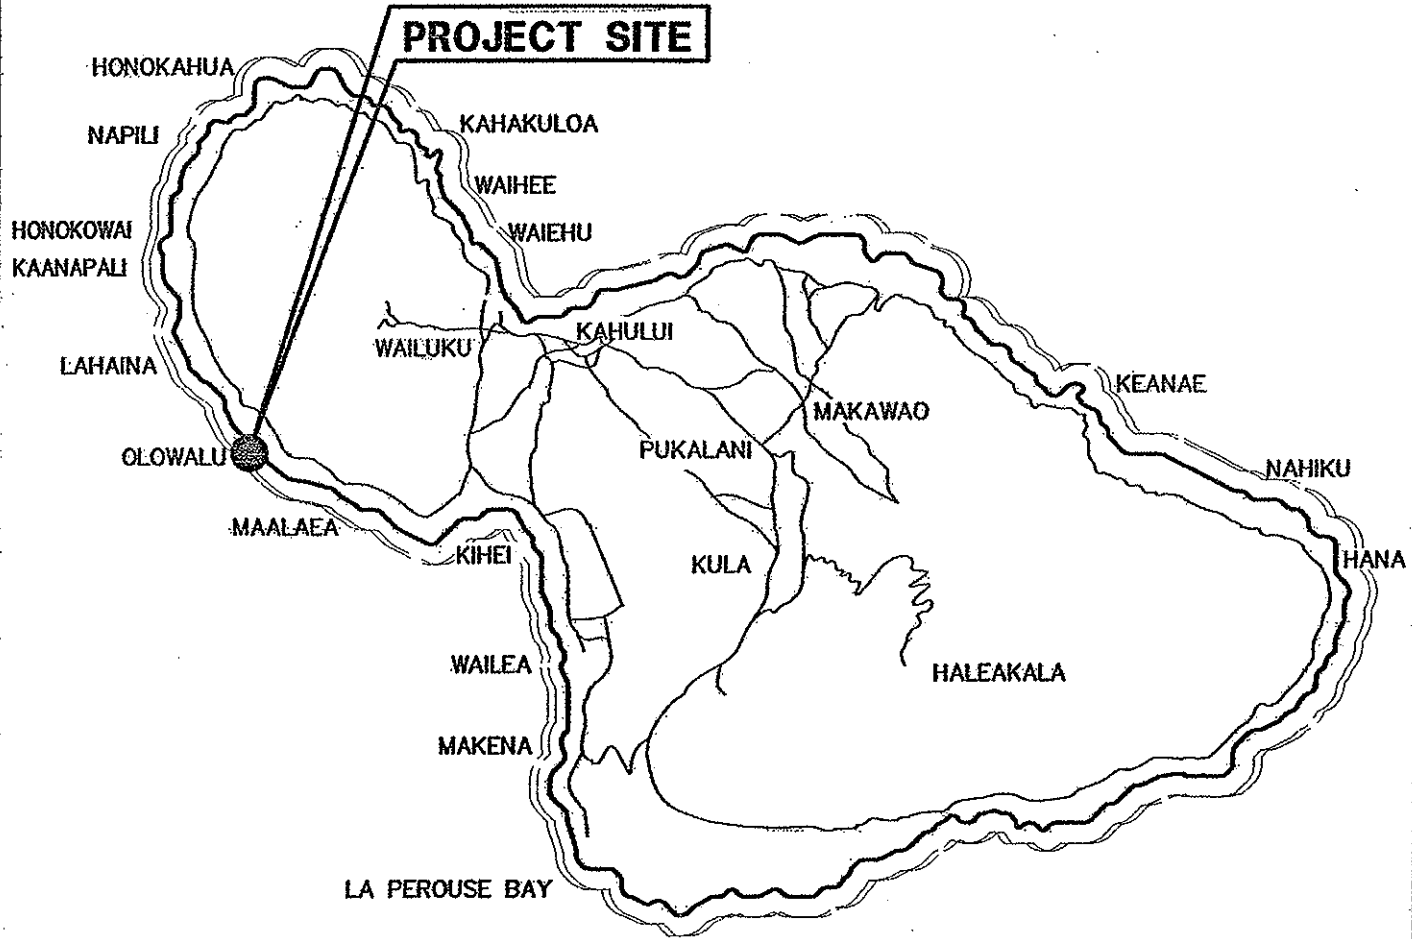 PROJECT SITE
HONOKAHUA
KAHAKULOA
NAPILI
WAIHEE
HONOKOWAI
WAIEHU
KAANAPALI
KAHULUI
WAILUKU
LAHAINA
KEANAE
MAKAWAO
PUKALANI
OLOWALU
NAHIKU
MAALAEA
KIHEI
KULA
HANA
WAILEA
HALEAKALA
MAKENA
LA PEROUSE BAY